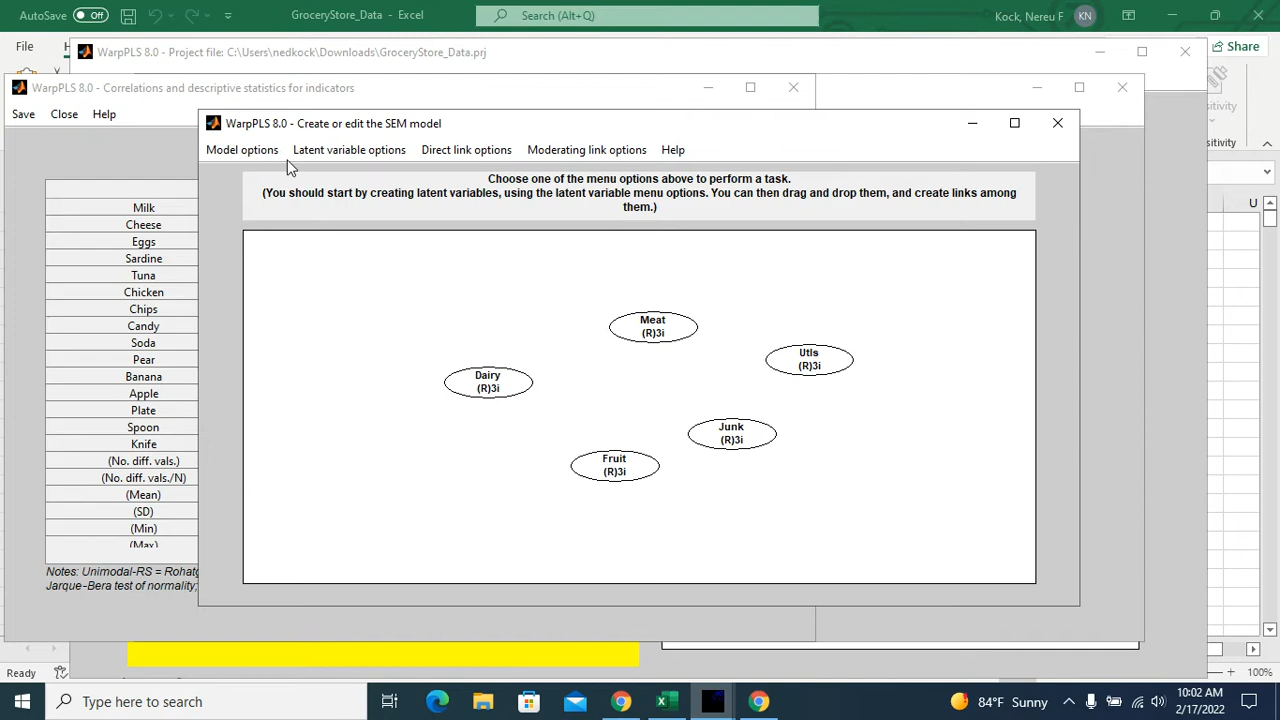 AutoSave Off
GroceryStore_Data - Excel
Search (Alt+Q)
Kock, Nereu F KN
File
Share
WarpPLS 8.0 - Project file: C:\Users\nedkock\Downloads\GroceryStore_Data.prj
WarpPLS 8.0 - Correlations and descriptive statistics for indicators
Save Close Help
WarpPLS 8.0 - Create or edit the SEM model
Model options Latent variable options Direct link options Moderating link options Help
Choose one of the menu options above to perform a task.
(You should start by creating latent variables, using the latent variable menu options. You can then drag and drop them, and create links among
them.)
Meat
(R)3i
Utls
(R)3i
Dairy
(R)3i
Junk
(R)3i
Fruit
(R)3i
Milk
Cheese
Eggs
Sardine
Tuna
Chicken
Chips
Candy
Soda
Pear
Banana
Apple
Plate
Spoon
Knife
(No. diff. vals.)
(No. diff. vals./N)
(Mean)
(SD)
(Min)
(Max)
Notes: Unimodal-RS = Rohatg
Jarque-Bera test of normality;
U
Ready
100%
Type here to search
84°F Sunny
10:02 AM
2/17/2022